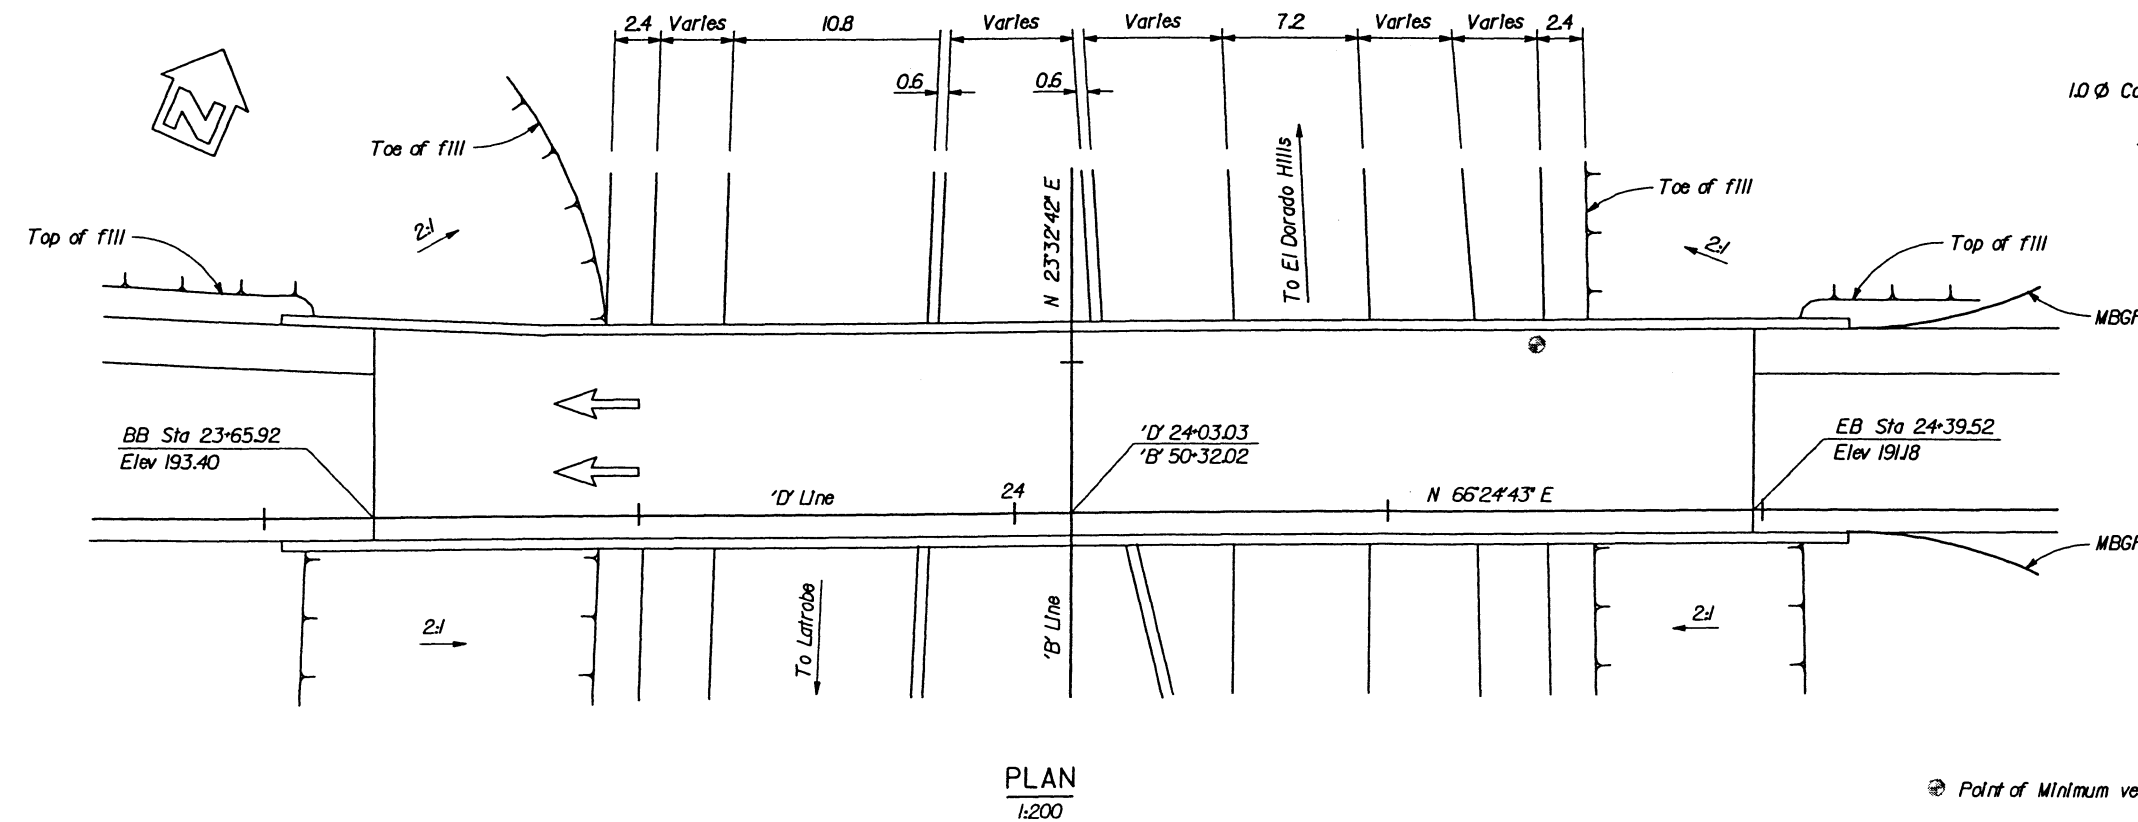 2.4 Varies 10.8 Varies Varies 7.2 Varies Varies 2.4
0.6 0.6
1.0 Ø
N
Toe of fill
To El Dorado Hills
N 23°32'42" E
Toe of fill
2:1
Top of fill
2:1
Top of fill
MBGR
BB Sta 23+65.92
Elev 193.40
'D' 24+03.03
'B' 50+32.02
EB Sta 24+39.52
Elev 191.18
'D' Line
24
N 66°24'43" E
MBGR
2:1
To Latrobe
'B' Line
2:1
PLAN
1:200
Point of Minimum